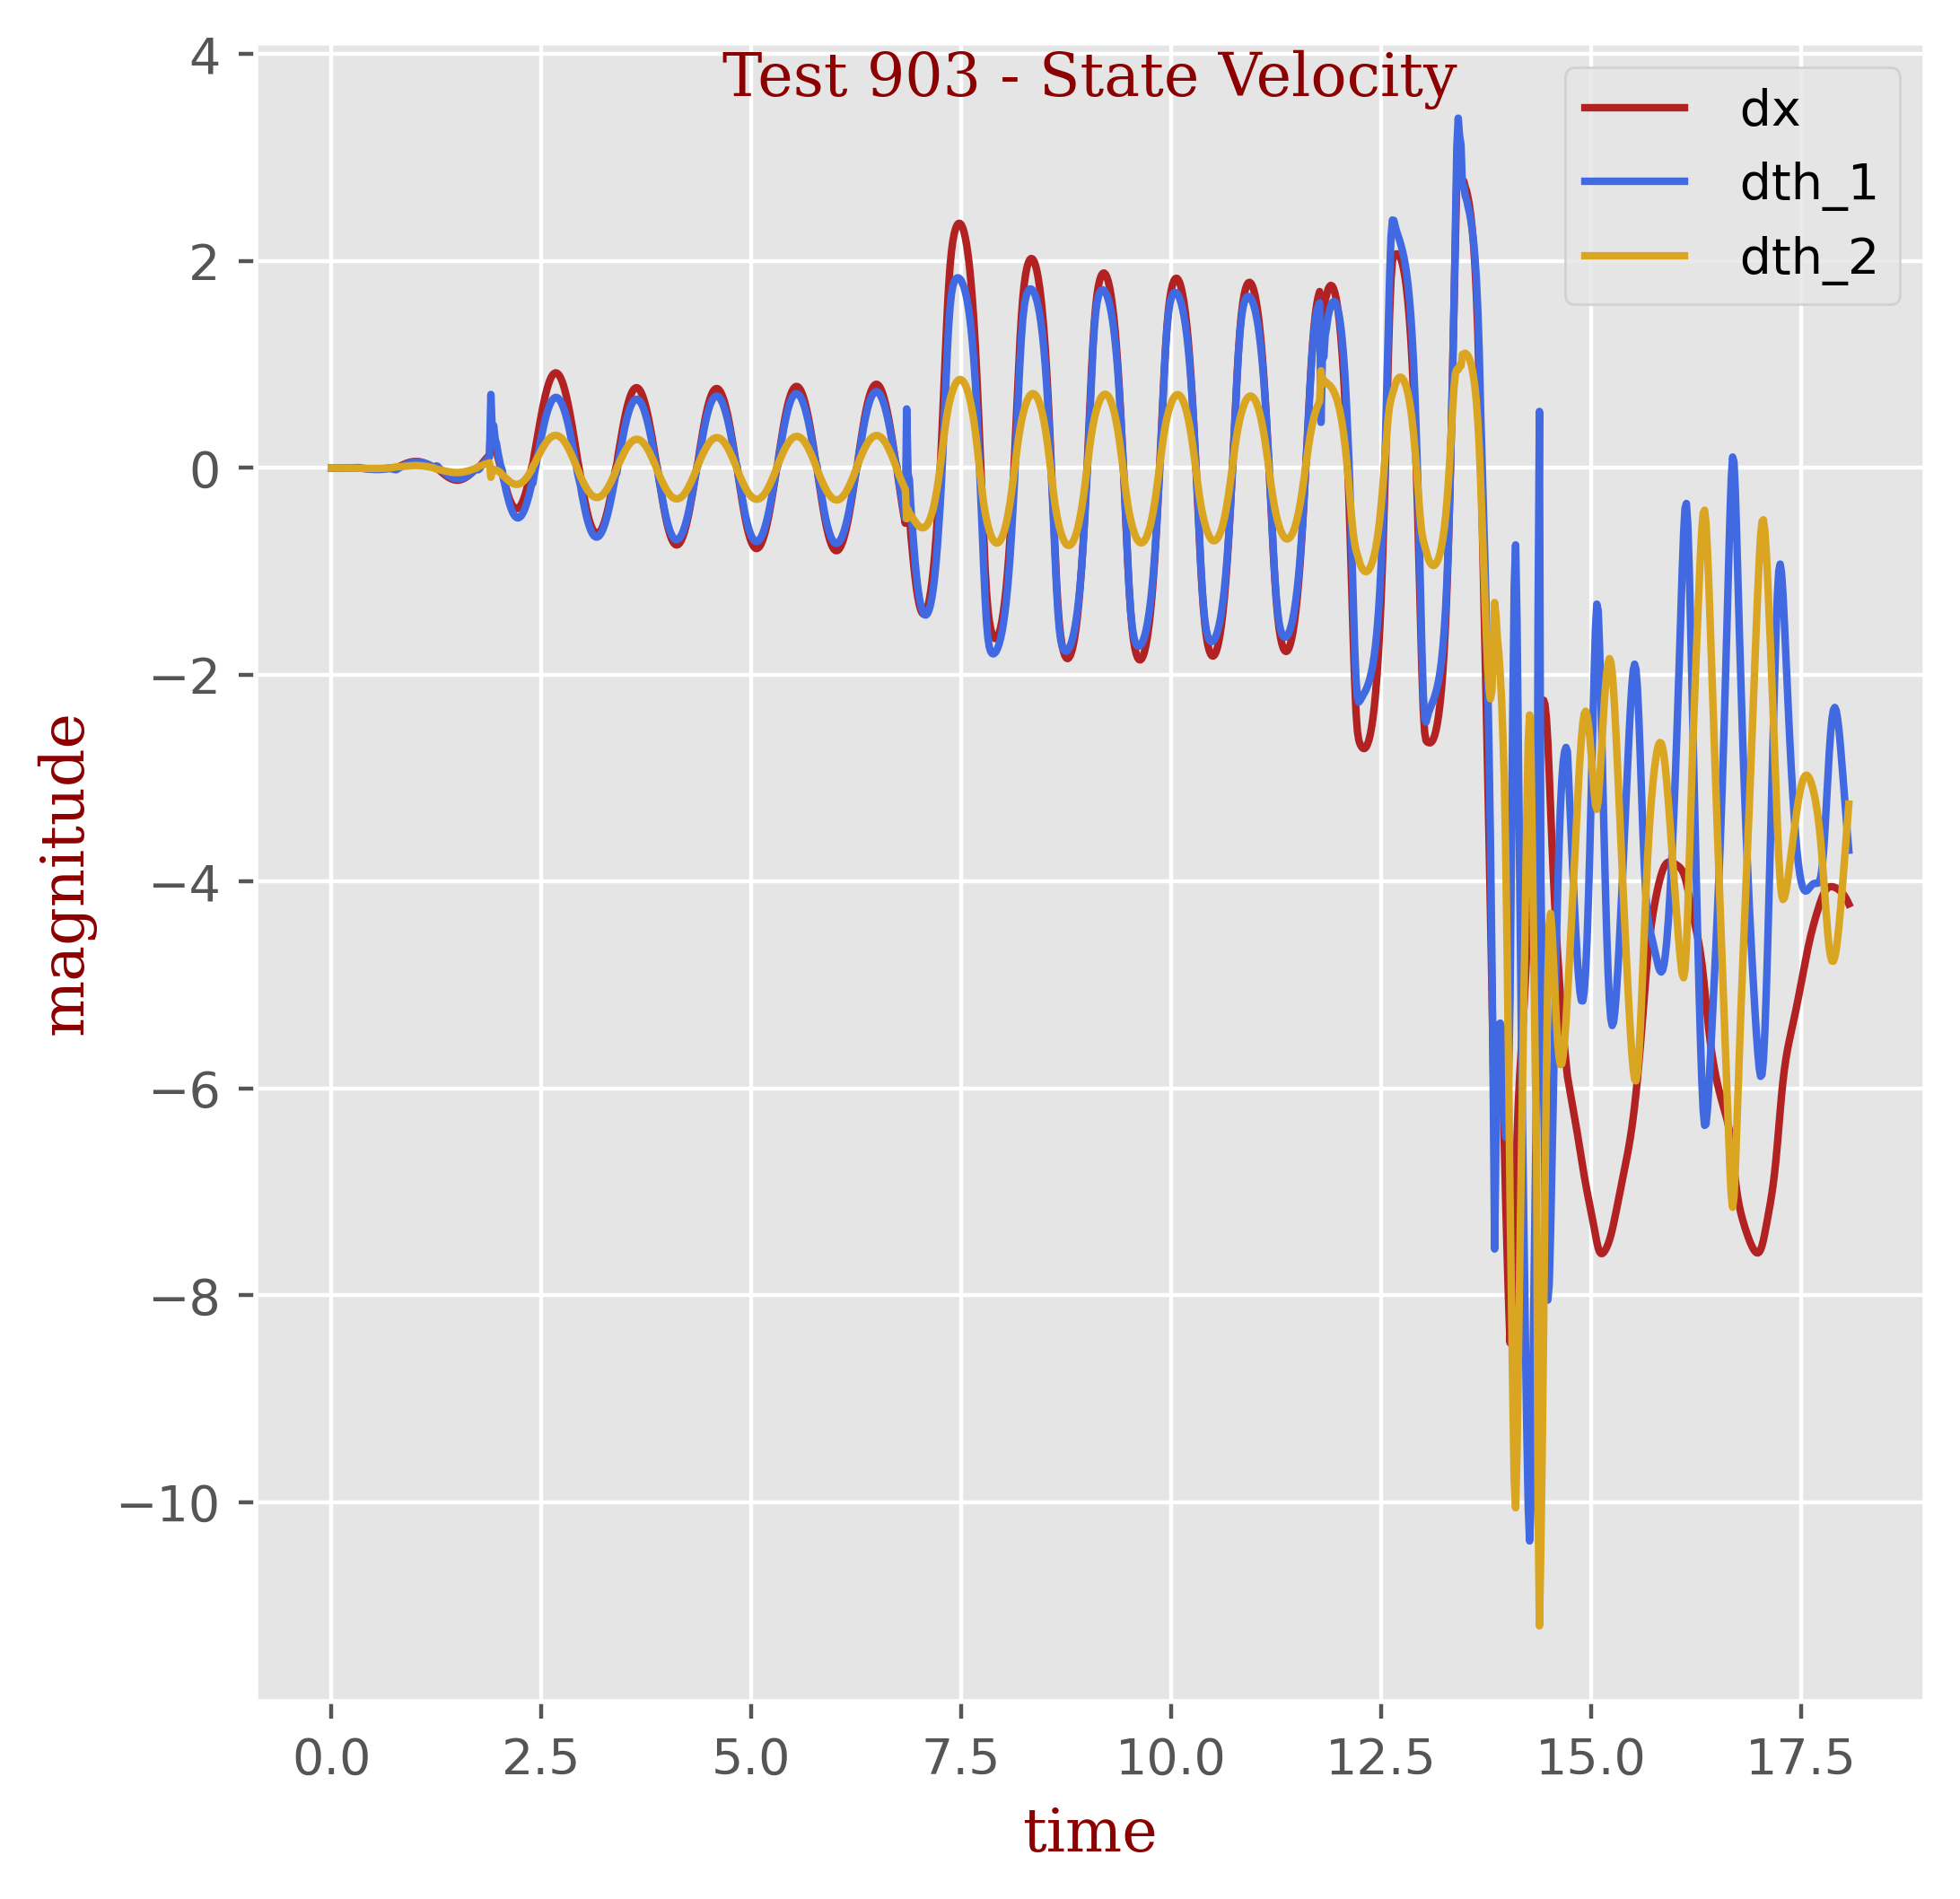 Test 903 - State Velocity
dx
dth_1
dth_2
4
2
0
−2
−4
−6
−8
−10
magnitude
0.0 2.5 5.0 7.5 10.0 12.5 15.0 17.5
time